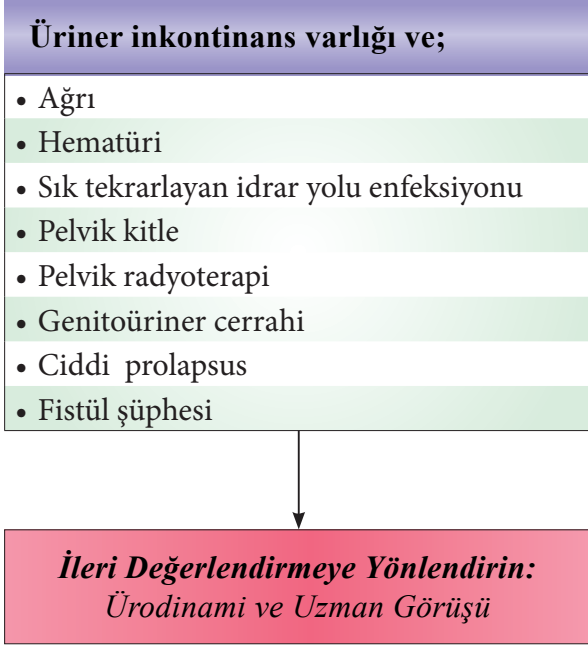 Üriner inkontinans varlığı ve;
• Ağrı
• Hematüri
• Sık tekrarlayan idrar yolu enfeksiyonu
• Pelvik kitle
• Pelvik radyoterapi
• Genitoüriner cerrahi
• Ciddi prolapsus
• Fistül şüphesi
İleri Değerlendirmeye Yönlendirin:
Ürodinami ve Uzman Görüşü